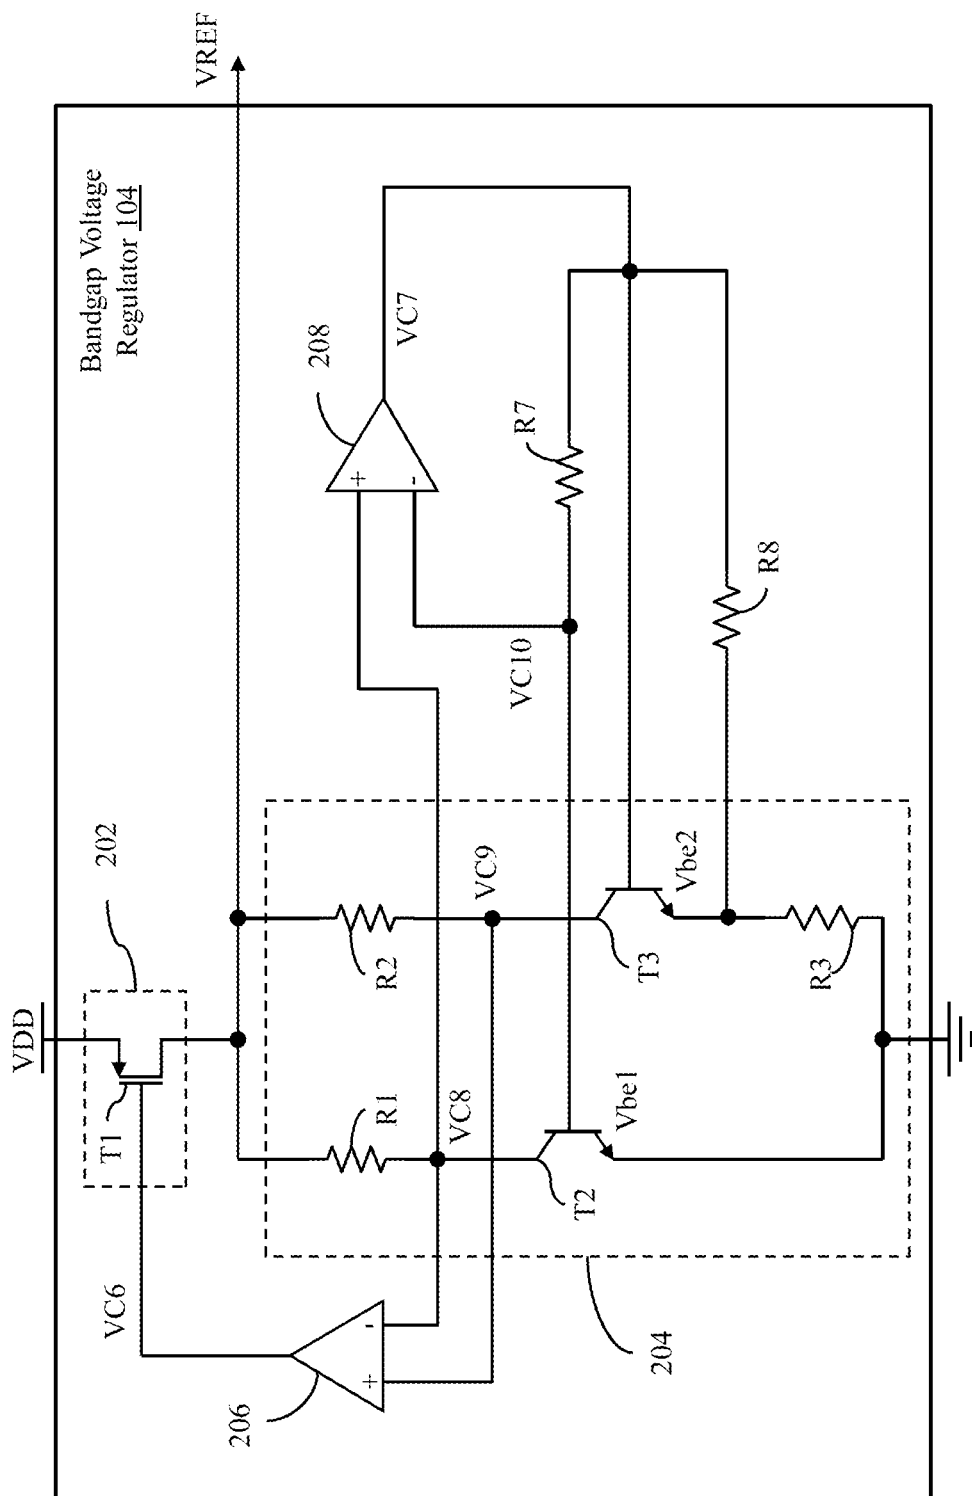 VREF
Bandgap Voltage
Regulator 104
VDD
202
T1
VC6
206
-
+
R1
R2
VC8
VC9
208
+
-
VC7
VC10
R7
R8
T2
Vbe1
T3
Vbe2
R3
204